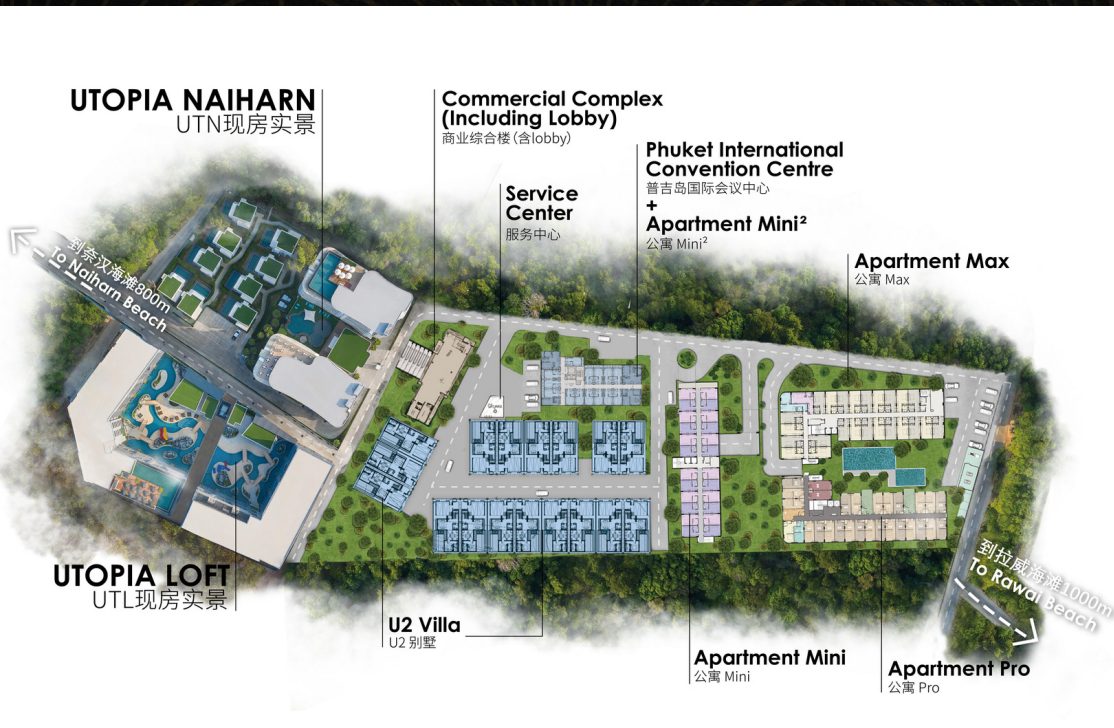 UTOPIA NAIHARN
UTN现房实景
Commercial Complex
(Including Lobby)
商业综合楼(含lobby)
Service
Center
服务中心
Phuket International
Convention Centre
普吉岛国际会议中心
+
Apartment Mini²
公寓 Mini²
Apartment Max
公寓 Max
到奈汉海滩800m
To Naiharn Beach
UTOPIA LOFT
UTL现房实景
U2 Villa
U2 别墅
Apartment Mini
公寓 Mini
Apartment Pro
公寓 Pro
到拉威海滩1000m
To Rawai Beach